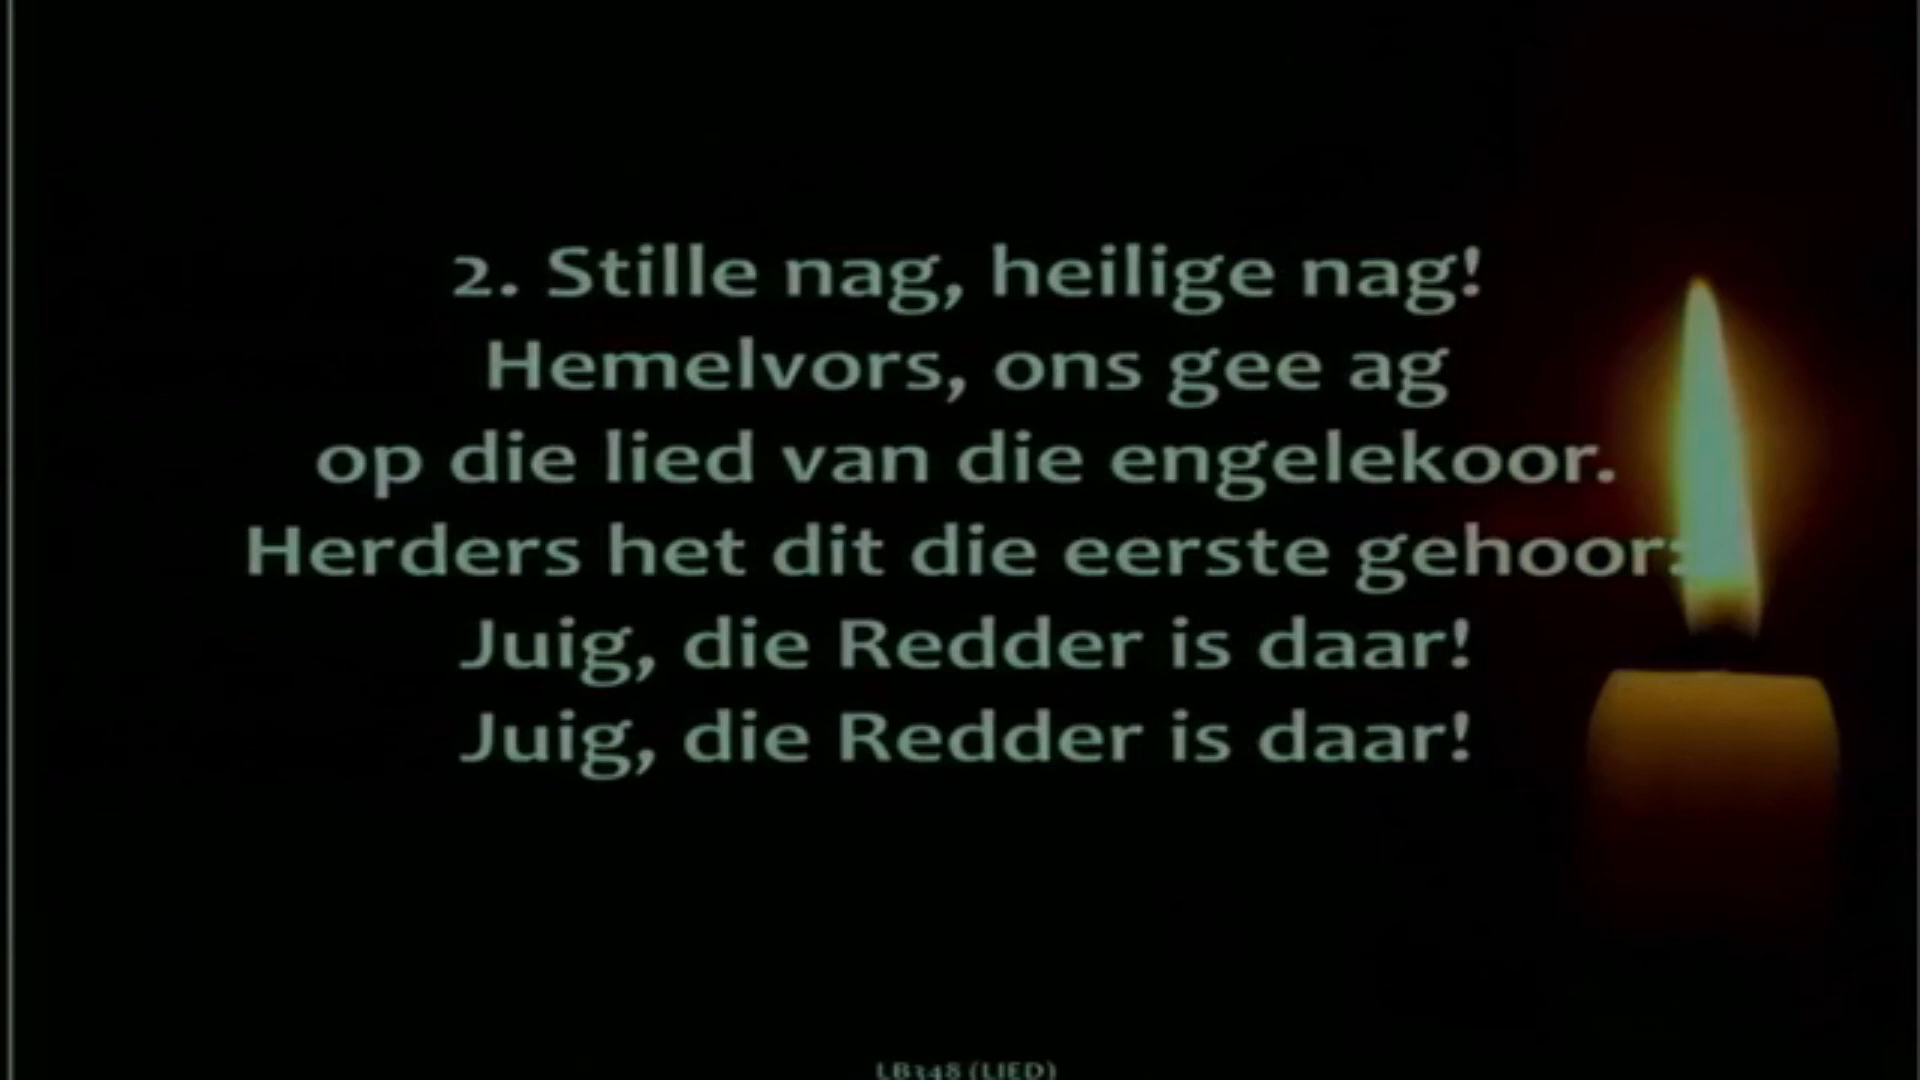 2. Stille nag, heilige nag!
Hemelvors, ons gee ag
op die lied van die engelekoor.
Herders het dit die eerste gehoor:
Juig, die Redder is daar!
Juig, die Redder is daar!
LB348 (LIED)